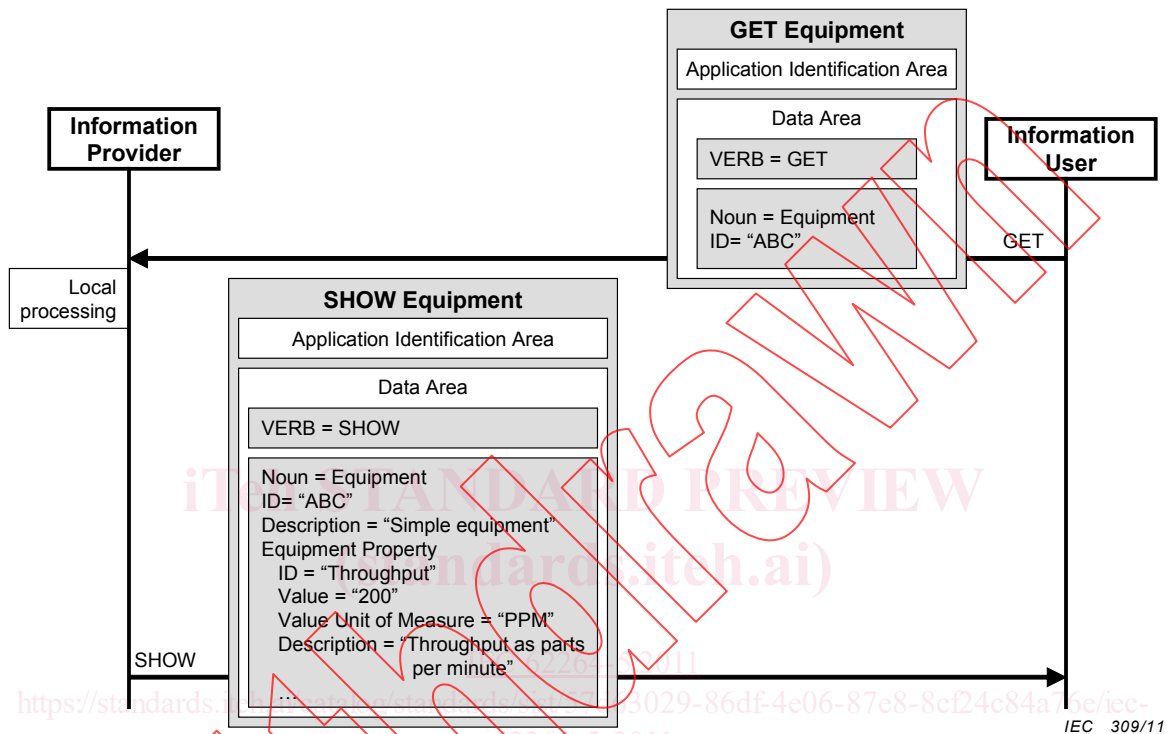 GET Equipment
Application Identification Area
Data Area
VERB = GET
Noun = Equipment
ID= “ABC”
Information
Provider
Information
User
GET
Local
processing
SHOW Equipment
Application Identification Area
Data Area
VERB = SHOW
Noun = Equipment
ID= “ABC”
Description = “Simple equipment”
Equipment Property
ID = “Throughput”
Value = “200”
Value Unit of Measure = “PPM”
Description = “Throughput as parts
per minute”
…
SHOW
iTeh STANDARD PREVIEW
(standards.iteh.ai)
IEC 309/11